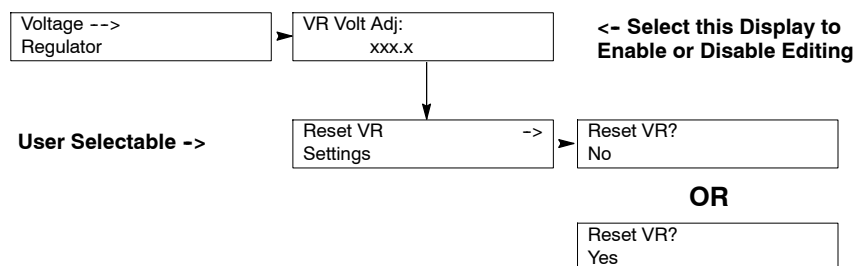 Voltage -->
Regulator
VR Volt Adj:
xxx.x
<- Select this Display to
Enable or Disable Editing
User Selectable ->
Reset VR ->
Settings
Reset VR?
No
OR
Reset VR?
Yes